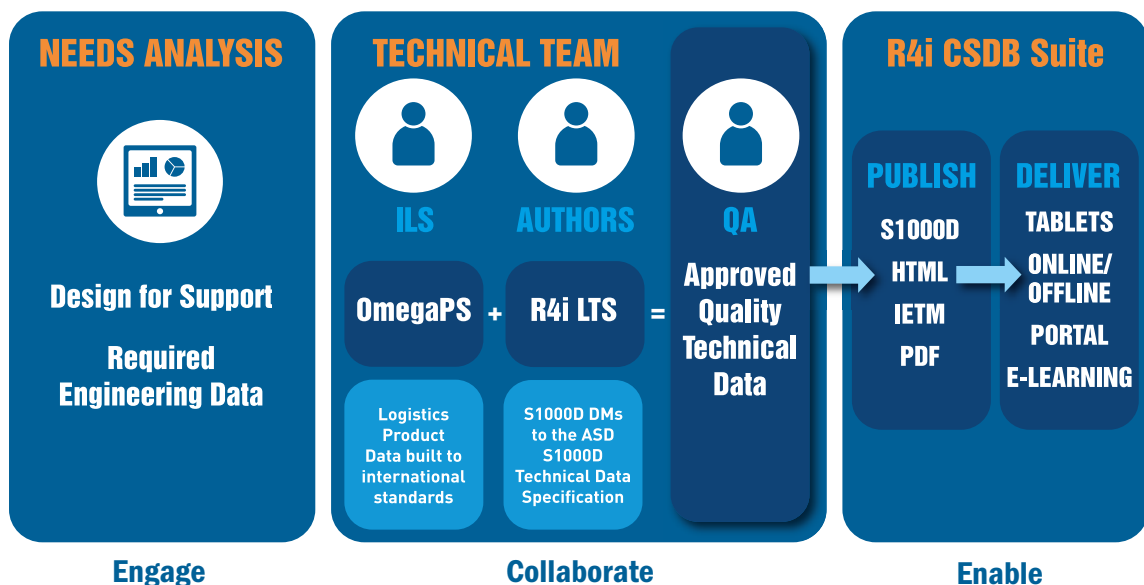 NEEDS ANALYSIS
Design for Support
Required
Engineering Data
Engage
TECHNICAL TEAM
ILS
AUTHORS
QA
OmegaPS
+
R4i LTS
=
Approved
Quality
Technical
Data
Logistics
Product
Data built to
international
standards
S1000D DMs
to the ASD
S1000D
Technical Data
Specification
Collaborate
R4i CSDB Suite
PUBLISH
S1000D
HTML
IETM
PDF
DELIVER
TABLETS
ONLINE/
OFFLINE
PORTAL
E-LEARNING
Enable